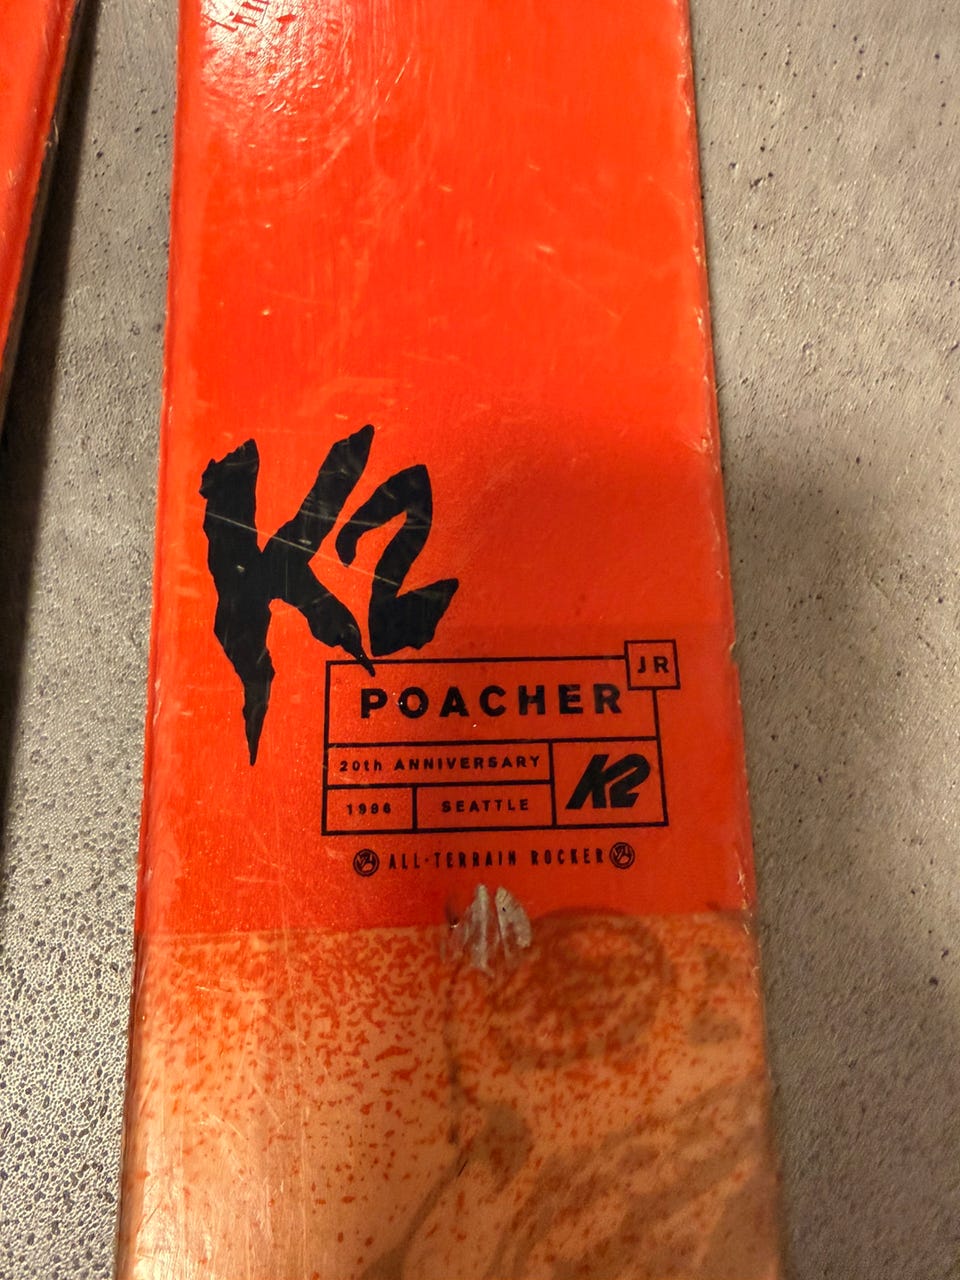 K2
JR
POACHER
20th ANNIVERSARY
K2
1996
SEATTLE
ALL-TERRAIN ROCKER